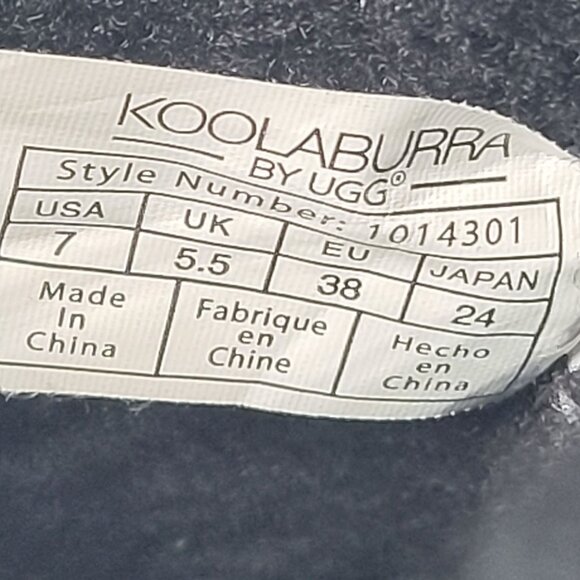 KOOLABURRA
BY UGG®
Style Number: 1014301
USA UK EU JAPAN
7 5.5 38 24
Made
In
China
Fabrique
en
Chine
Hecho
en
China